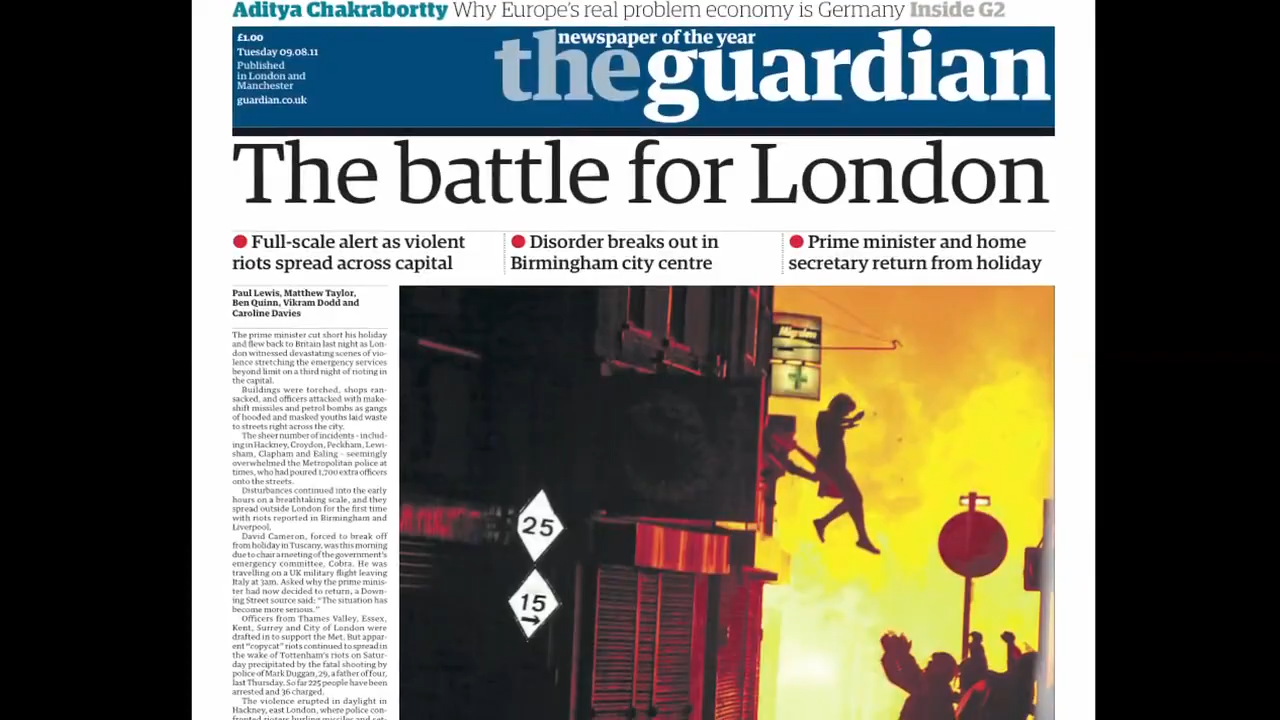 Aditya Chakrabortty Why Europe's real problem economy is Germany Inside G2
£1.00
Tuesday 09.08.11
Published
in London and
Manchester
guardian.co.uk
newspaper of the year
theguardian
The battle for London
Full-scale alert as violent
riots spread across capital
Disorder breaks out in
Birmingham city centre
Prime minister and home
secretary return from holiday
Paul Lewis, Matthew Taylor,
Ben Quinn, Vikram Dodd and
Caroline Davies
The prime minister cut short his holiday
and flew back to Britain last night as Lon-
don witnessed devastating scenes of vio-
lence stretching the emergency services
beyond limit on a third night of rioting in
the capital.
Buildings were torched, shops ran-
sacked, and officers attacked with make-
shift missiles and petrol bombs as gangs
of hooded and masked youths laid waste
to streets right across the city.
The sheer number of incidents - includ-
ing in Hackney, Croydon, Peckham, Lewi-
sham, Clapham and Ealing - seemingly
overwhelmed the Metropolitan police at
times, who had poured 1,700 extra officers
onto the streets.
Disturbances continued into the early
hours on a breathtaking scale, and they
spread outside London for the first time
with riots reported in Birmingham and
Liverpool.
David Cameron, forced to break off
from holiday in Tuscany, was this morning
due to chair a meeting of the government's
emergency committee, Cobra. He was
travelling on a UK military flight leaving
Italy at 3am. Asked why the prime minis-
ter had now decided to return, a Down-
ing Street source said: "The situation has
become more serious."
Officers from Thames Valley, Essex,
Kent, Surrey and City of London were
drafted in to support the Met. But appar-
ent "copycat" riots continued to spread in
the wake of Tottenham's riots on Satur-
day precipitated by the fatal shooting by
police of Mark Duggan, 29, a father of four,
last Thursday. So far 225 people have been
arrested and 36 charged.
The violence erupted in daylight in
Hackney, east London, where police con-
fronted rioters hurling missiles and set-
25
15